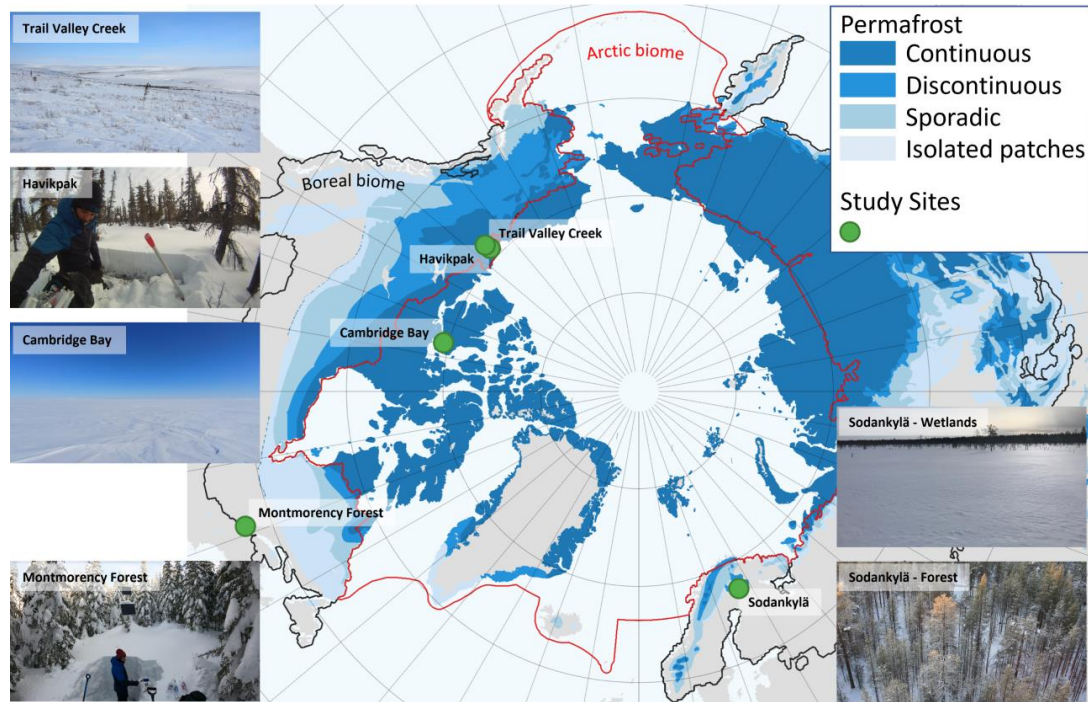 Trail Valley Creek
Havikpak
Cambridge Bay
Montmorency Forest
Arctic biome
Boreal biome
Trail Valley Creek
Havikpak
Cambridge Bay
Montmorency Forest
Sodankylä
Permafrost
Continuous
Discontinuous
Sporadic
Isolated patches
Study Sites
Sodankylä - Wetlands
Sodankylä - Forest